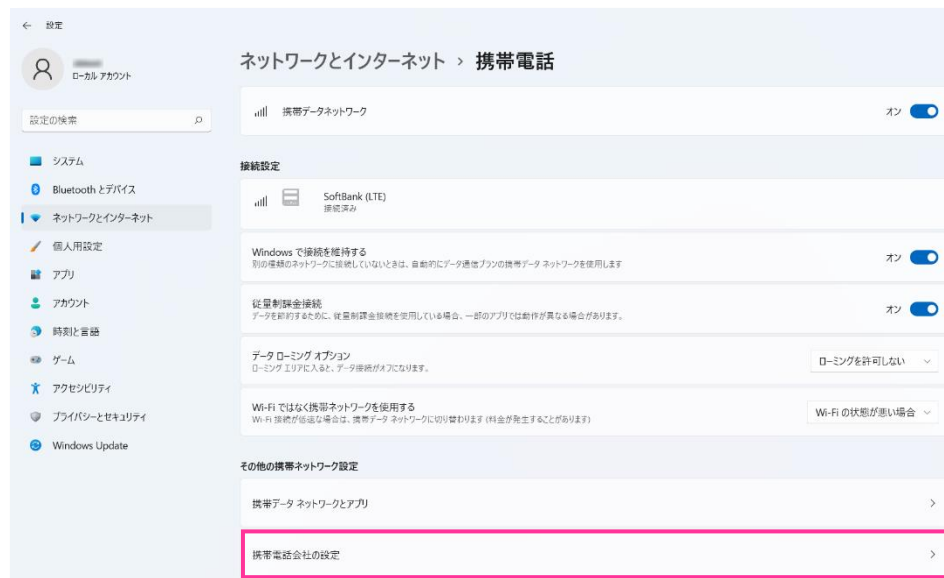 ← 設定
ローカル アカウント
設定の検索
システム
Bluetooth とデバイス
ネットワークとインターネット
個人用設定
アプリ
アカウント
時刻と言語
ゲーム
アクセシビリティ
プライバシーとセキュリティ
Windows Update
ネットワークとインターネット › 携帯電話
携帯データネットワーク
オン
接続設定
SoftBank (LTE)
接続済み
Windows で接続を維持する
別の種類のネットワークに接続していないときは、自動的にデータ通信プランの携帯データ ネットワークを使用します
オン
従量制課金接続
データを節約するために、従量制課金接続を使用している場合、一部のアプリでは動作が異なる場合があります。
オン
データ ローミング オプション
ローミング エリアに入ると、データ接続がオフになります。
ローミングを許可しない
Wi-Fi ではなく携帯ネットワークを使用する
Wi-Fi 接続が低速な場合は、携帯データ ネットワークに切り替わります (料金が発生することがあります)
Wi-Fi の状態が悪い場合
その他の携帯ネットワーク設定
携帯データ ネットワークとアプリ
携帯電話会社の設定